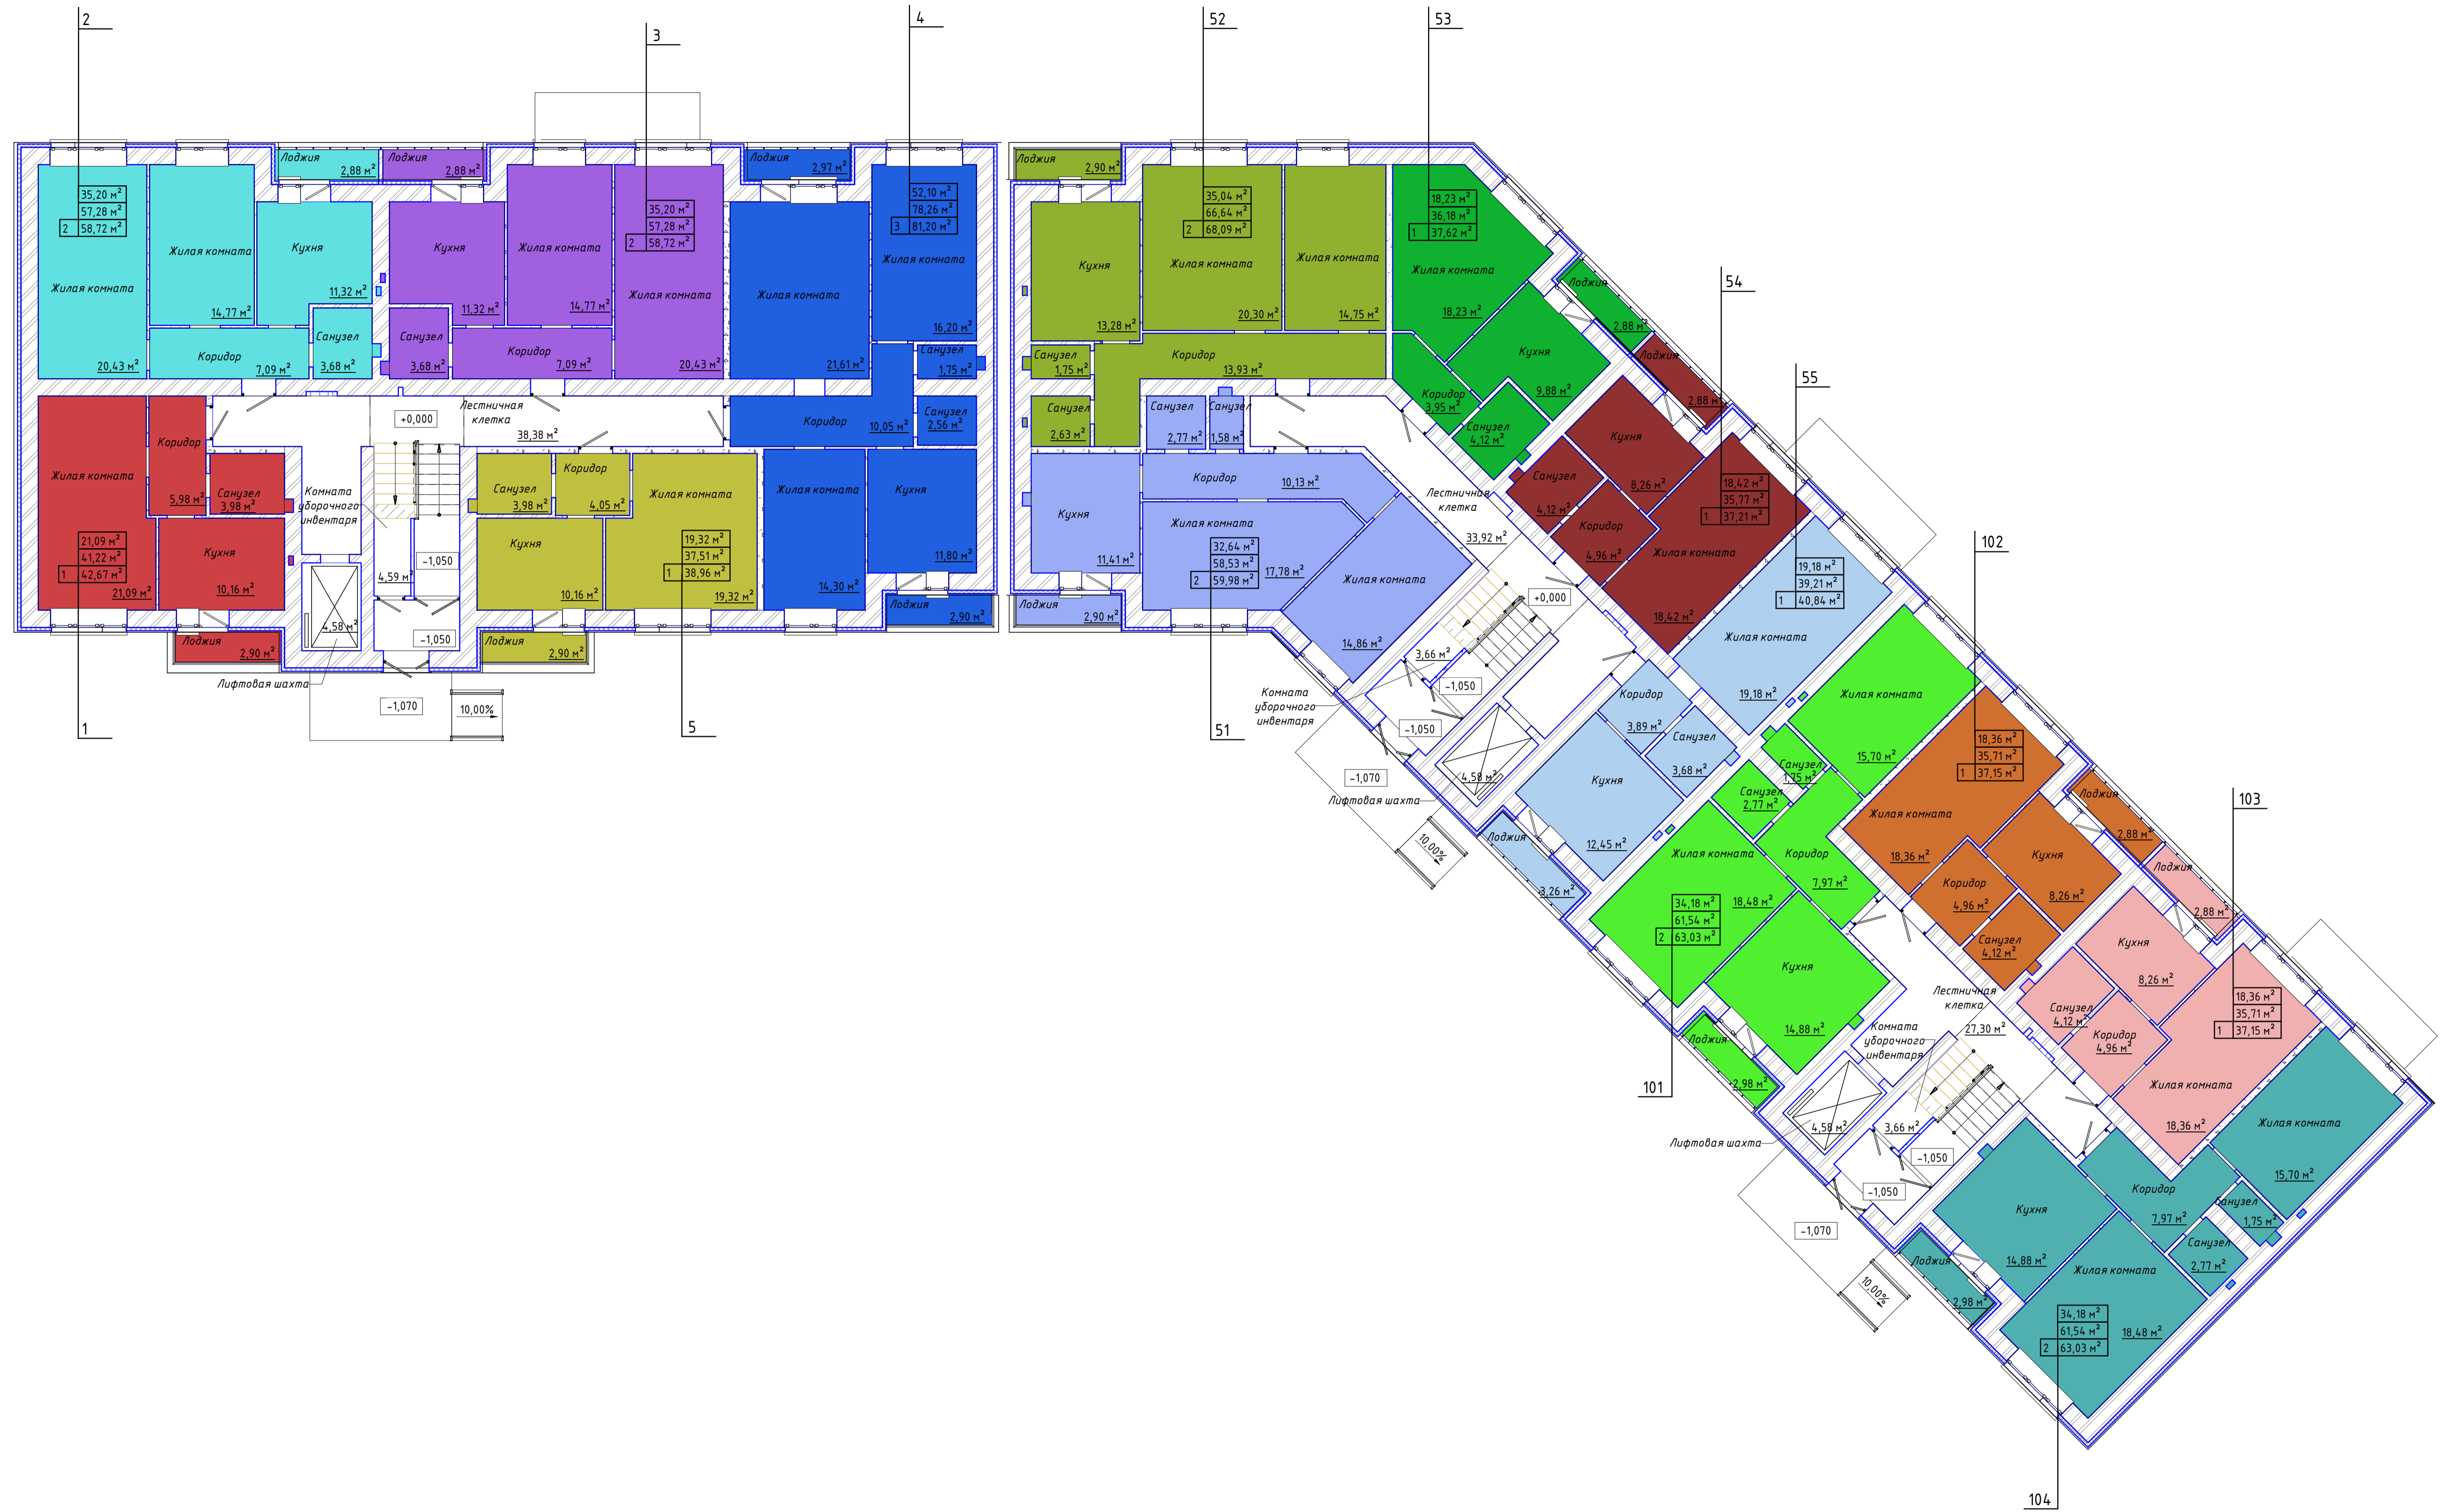 2
3
4
52
53
Лоджия
2,88 м²
Лоджия
2,88 м²
Лоджия
2,97 м²
35,20 м²
57,28 м²
2 58,72 м²
Жилая комната
20,43 м²
Жилая комната
14,77 м²
Кухня
11,32 м²
Коридор
7,09 м²
Санузел
3,68 м²
Кухня
11,32 м²
Жилая комната
14,77 м²
35,20 м²
57,28 м²
2 58,72 м²
Жилая комната
20,43 м²
Санузел
3,68 м²
Коридор
7,09 м²
Жилая комната
21,61 м²
52,10 м²
78,26 м²
3 81,20 м²
Жилая комната
16,20 м²
Санузел
1,75 м²
Коридор
10,05 м²
Санузел
2,56 м²
Жилая комната
14,30 м²
Кухня
11,80 м²
Лоджия
2,90 м²
Лестничная
клетка
38,38 м²
+0,000
Жилая комната
21,09 м²
41,22 м²
1 42,67 м²
21,09 м²
Коридор
5,98 м²
Санузел
3,98 м²
Кухня
10,16 м²
Лоджия
2,90 м²
Комната
уборочного
инвентаря
4,59 м²
-1,050
-1,050
4,58 м²
Лифтовая шахта
-1,070
10,00%
Санузел
3,98 м²
Коридор
4,05 м²
Жилая комната
19,32 м²
37,51 м²
1 38,96 м²
19,32 м²
Кухня
10,16 м²
Лоджия
2,90 м²
1
5
Лоджия
2,90 м²
Кухня
13,28 м²
35,04 м²
66,64 м²
2 68,09 м²
Жилая комната
20,30 м²
Жилая комната
14,75 м²
Санузел
1,75 м²
Коридор
13,93 м²
Санузел
2,63 м²
Санузел
2,77 м²
Санузел
1,58 м²
Коридор
10,13 м²
Кухня
11,41 м²
Жилая комната
32,64 м²
58,53 м²
2 59,98 м²
17,78 м²
Жилая комната
14,86 м²
Лоджия
2,90 м²
51
18,23 м²
36,18 м²
1 37,62 м²
Жилая комната
18,23 м²
Лоджия
2,88 м²
Кухня
9,88 м²
Коридор
3,95 м²
Санузел
4,12 м²
54
Лоджия
2,88 м²
Кухня
8,26 м²
18,42 м²
35,77 м²
1 37,21 м²
Санузел
4,12 м²
Коридор
4,96 м²
Жилая комната
18,42 м²
Лестничная
клетка
33,92 м²
+0,000
3,66 м²
-1,050
-1,050
Комната
уборочного
инвентаря
-1,070
4,58 м²
Лифтовая шахта
10,00%
55
19,18 м²
39,21 м²
1 40,84 м²
Жилая комната
19,18 м²
Коридор
3,89 м²
Санузел
3,68 м²
Кухня
12,45 м²
Лоджия
3,26 м²
Жилая комната
15,70 м²
Санузел
1,75 м²
Санузел
2,77 м²
Коридор
7,97 м²
Жилая комната
18,48 м²
34,18 м²
61,54 м²
2 63,03 м²
Кухня
14,88 м²
Лоджия
2,98 м²
101
102
18,36 м²
35,71 м²
1 37,15 м²
Жилая комната
18,36 м²
Лоджия
2,88 м²
Кухня
8,26 м²
Коридор
4,96 м²
Санузел
4,12 м²
103
Лоджия
2,88 м²
Кухня
8,26 м²
18,36 м²
35,71 м²
1 37,15 м²
Санузел
4,12 м²
Коридор
4,96 м²
Жилая комната
18,36 м²
Лестничная
клетка
27,30 м²
Комната
уборочного
инвентаря
4,58 м²
Лифтовая шахта
3,66 м²
-1,050
-1,050
-1,070
10,00%
Жилая комната
15,70 м²
Коридор
7,97 м²
Санузел
1,75 м²
Санузел
2,77 м²
Кухня
14,88 м²
Жилая комната
34,18 м²
61,54 м²
2 63,03 м²
18,48 м²
Лоджия
2,98 м²
104